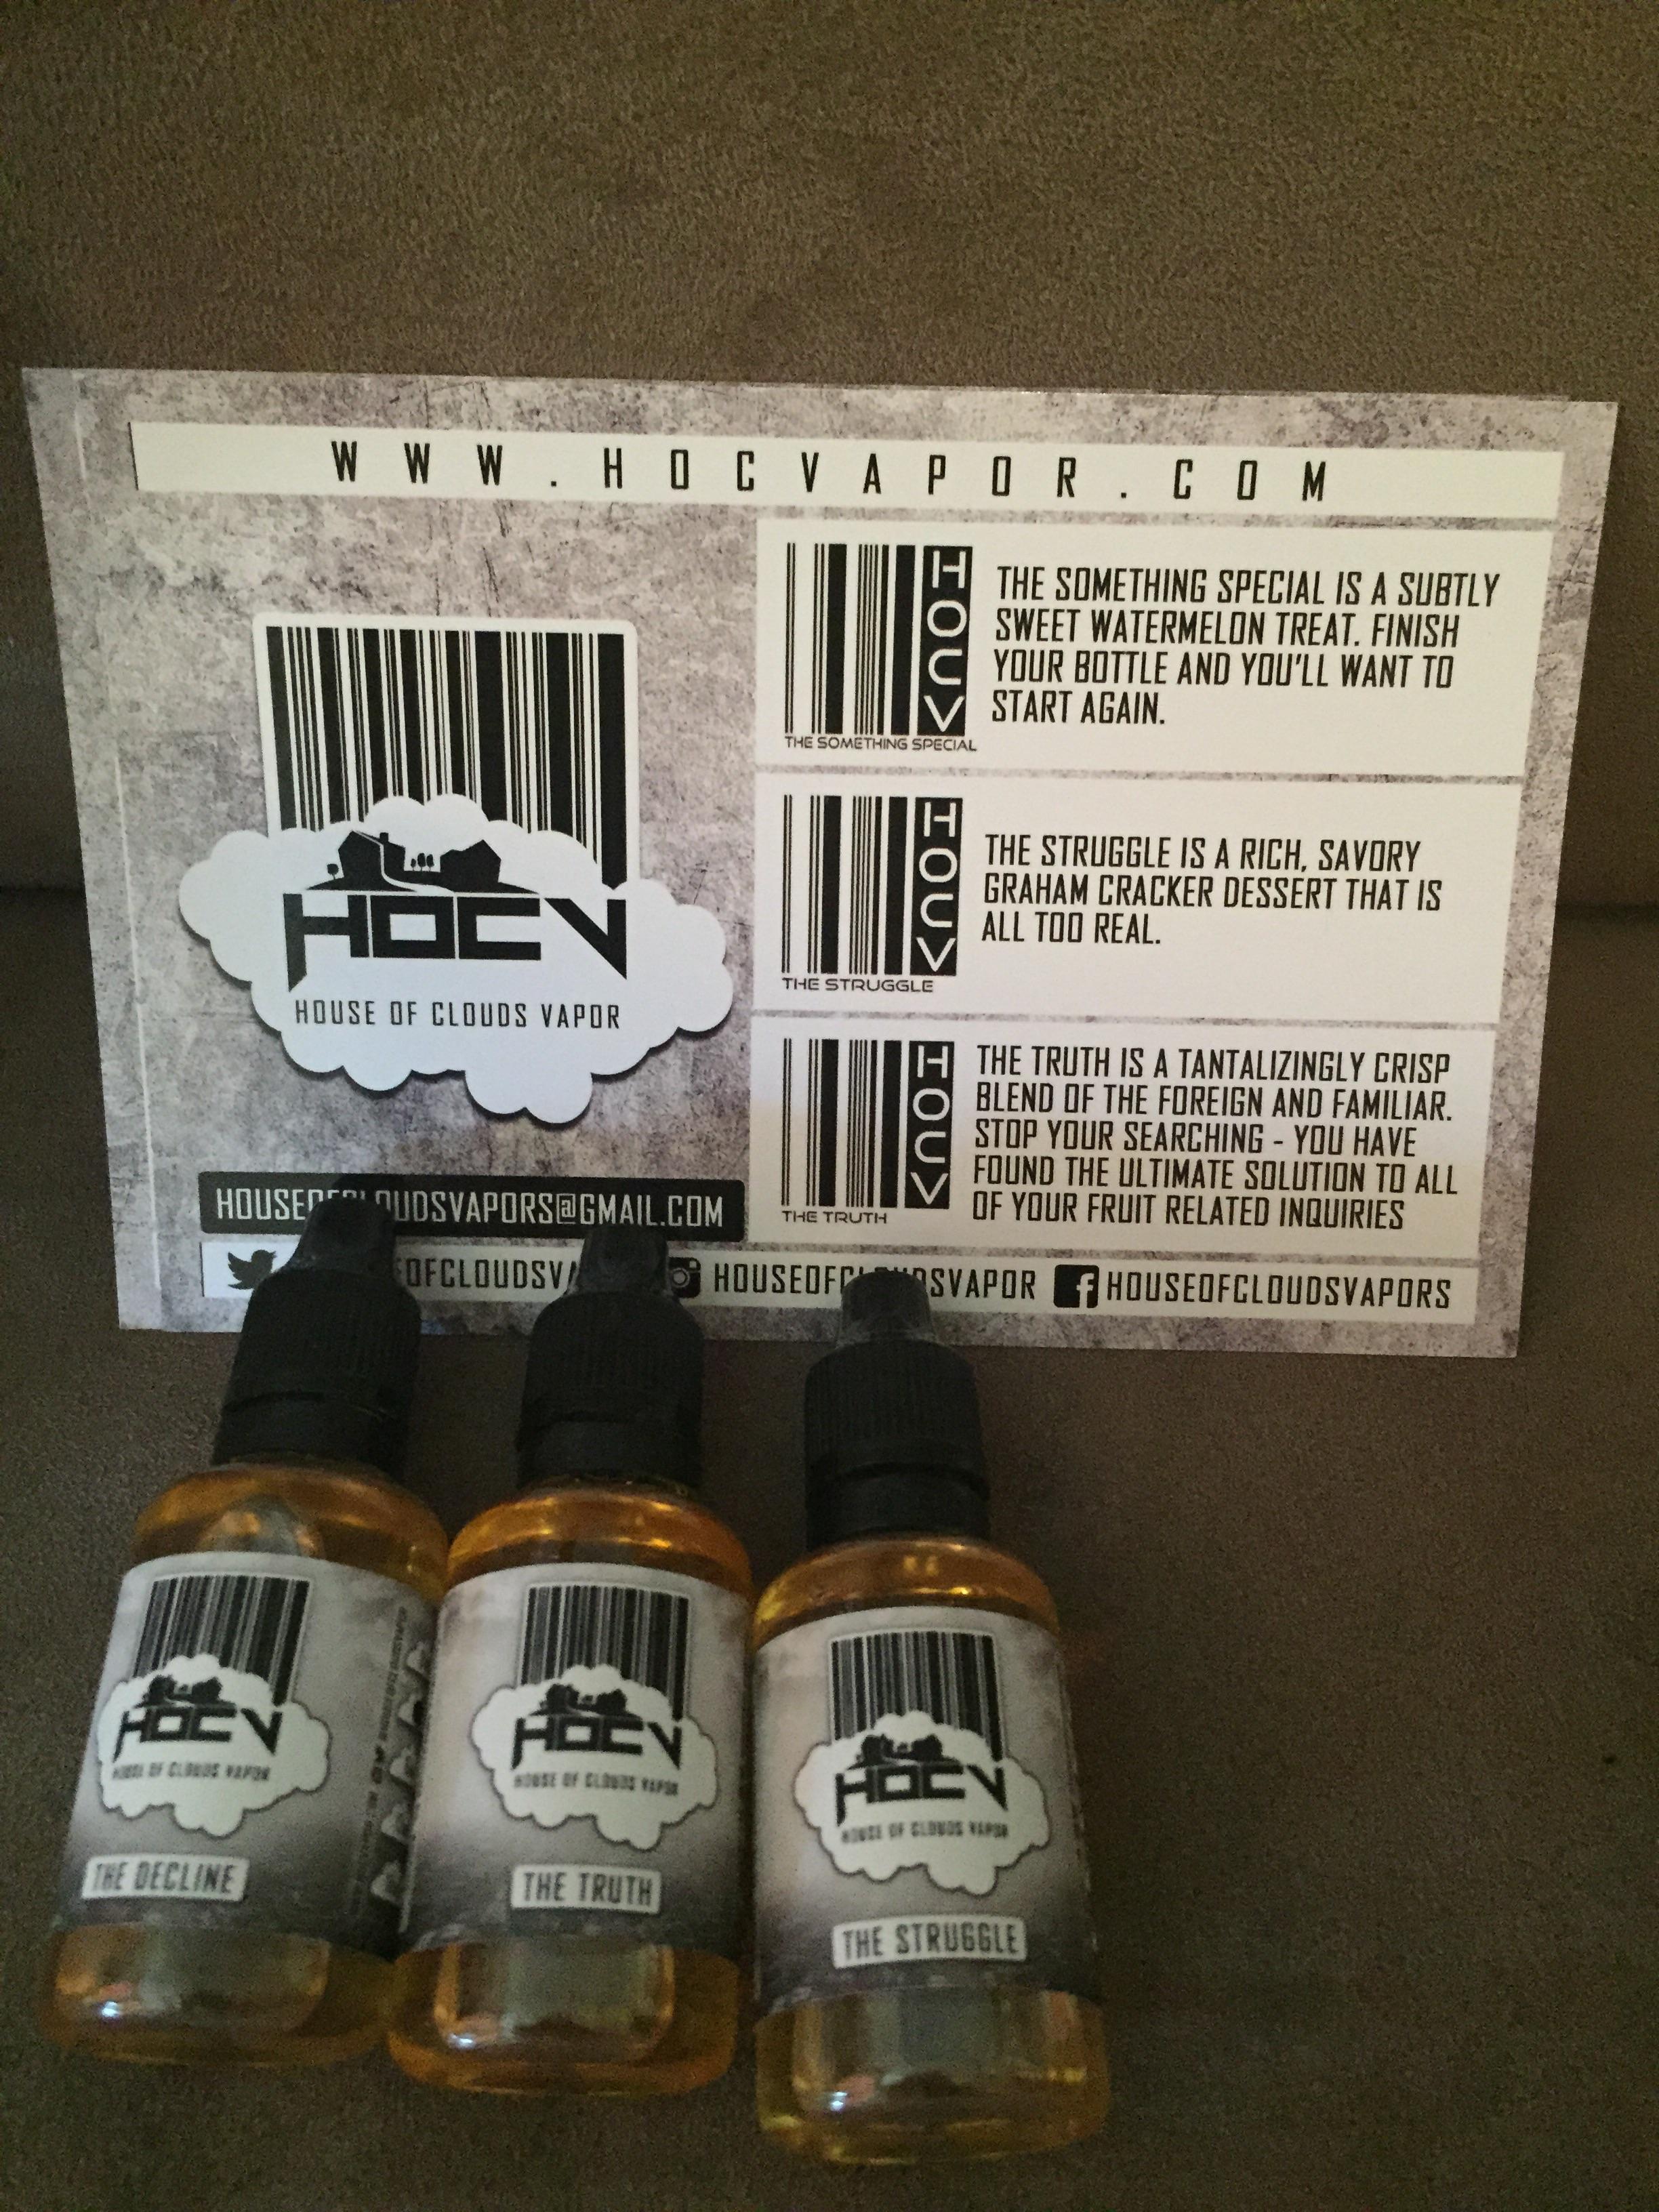 WWW.HOCVAPOR.COM
HOCV
HOUSE OF CLOUDS VAPOR
HOCV
THE SOMETHING SPECIAL
THE SOMETHING SPECIAL IS A SUBTLY
SWEET WATERMELON TREAT. FINISH
YOUR BOTTLE AND YOU'LL WANT TO
START AGAIN.
HOCV
THE STRUGGLE
THE STRUGGLE IS A RICH, SAVORY
GRAHAM CRACKER DESSERT THAT IS
ALL TOO REAL.
HOCV
THE TRUTH
THE TRUTH IS A TANTALIZINGLY CRISP
BLEND OF THE FOREIGN AND FAMILIAR.
STOP YOUR SEARCHING - YOU HAVE
FOUND THE ULTIMATE SOLUTION TO ALL
OF YOUR FRUIT RELATED INQUIRIES
HOUSEOFCLOUDSVAPORS@GMAIL.COM
HOUSEOFCLOUDSVAPOR
HOUSEOFCLOUDSVAPORS
HOCV
HOUSE OF CLOUDS VAPOR
THE DECLINE
HOCV
HOUSE OF CLOUDS VAPOR
THE TRUTH
HOCV
HOUSE OF CLOUDS VAPOR
THE STRUGGLE